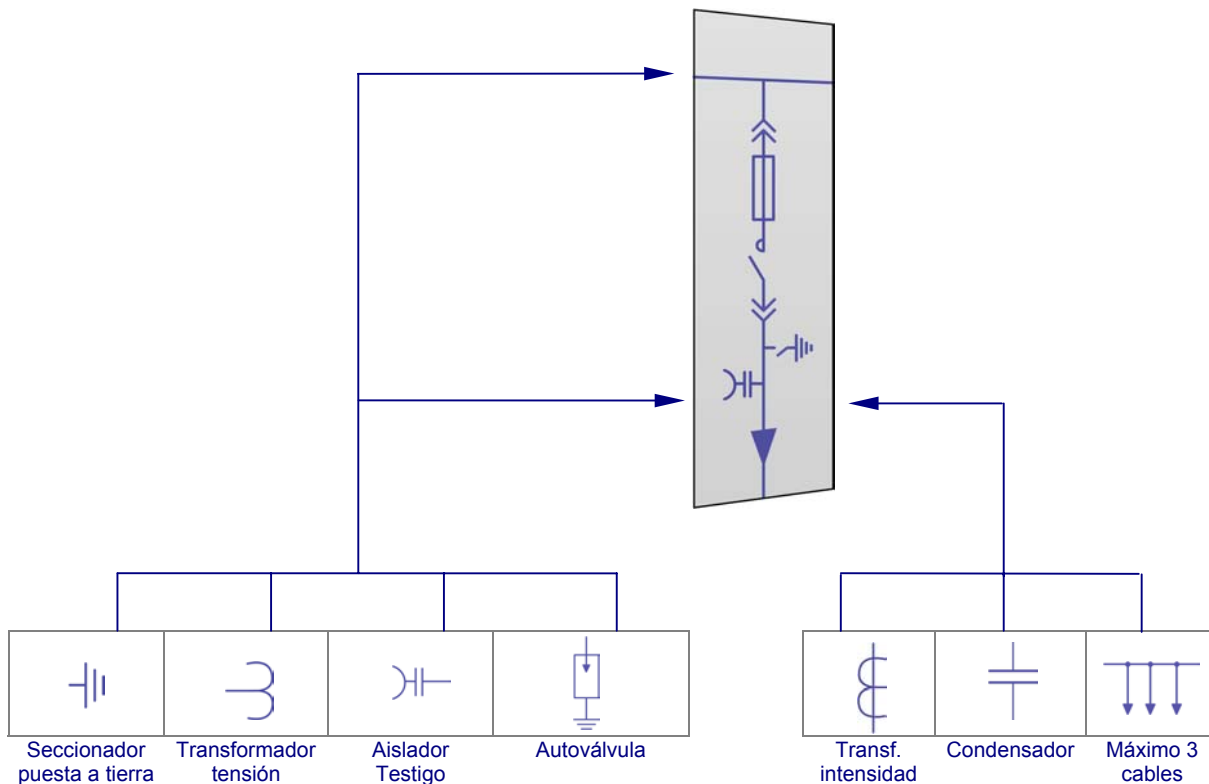 Seccionador
puesta a tierra
Transformador
tensión
Aislador
Testigo
Autoválvula
Transf.
intensidad
Condensador
Máximo 3
cables